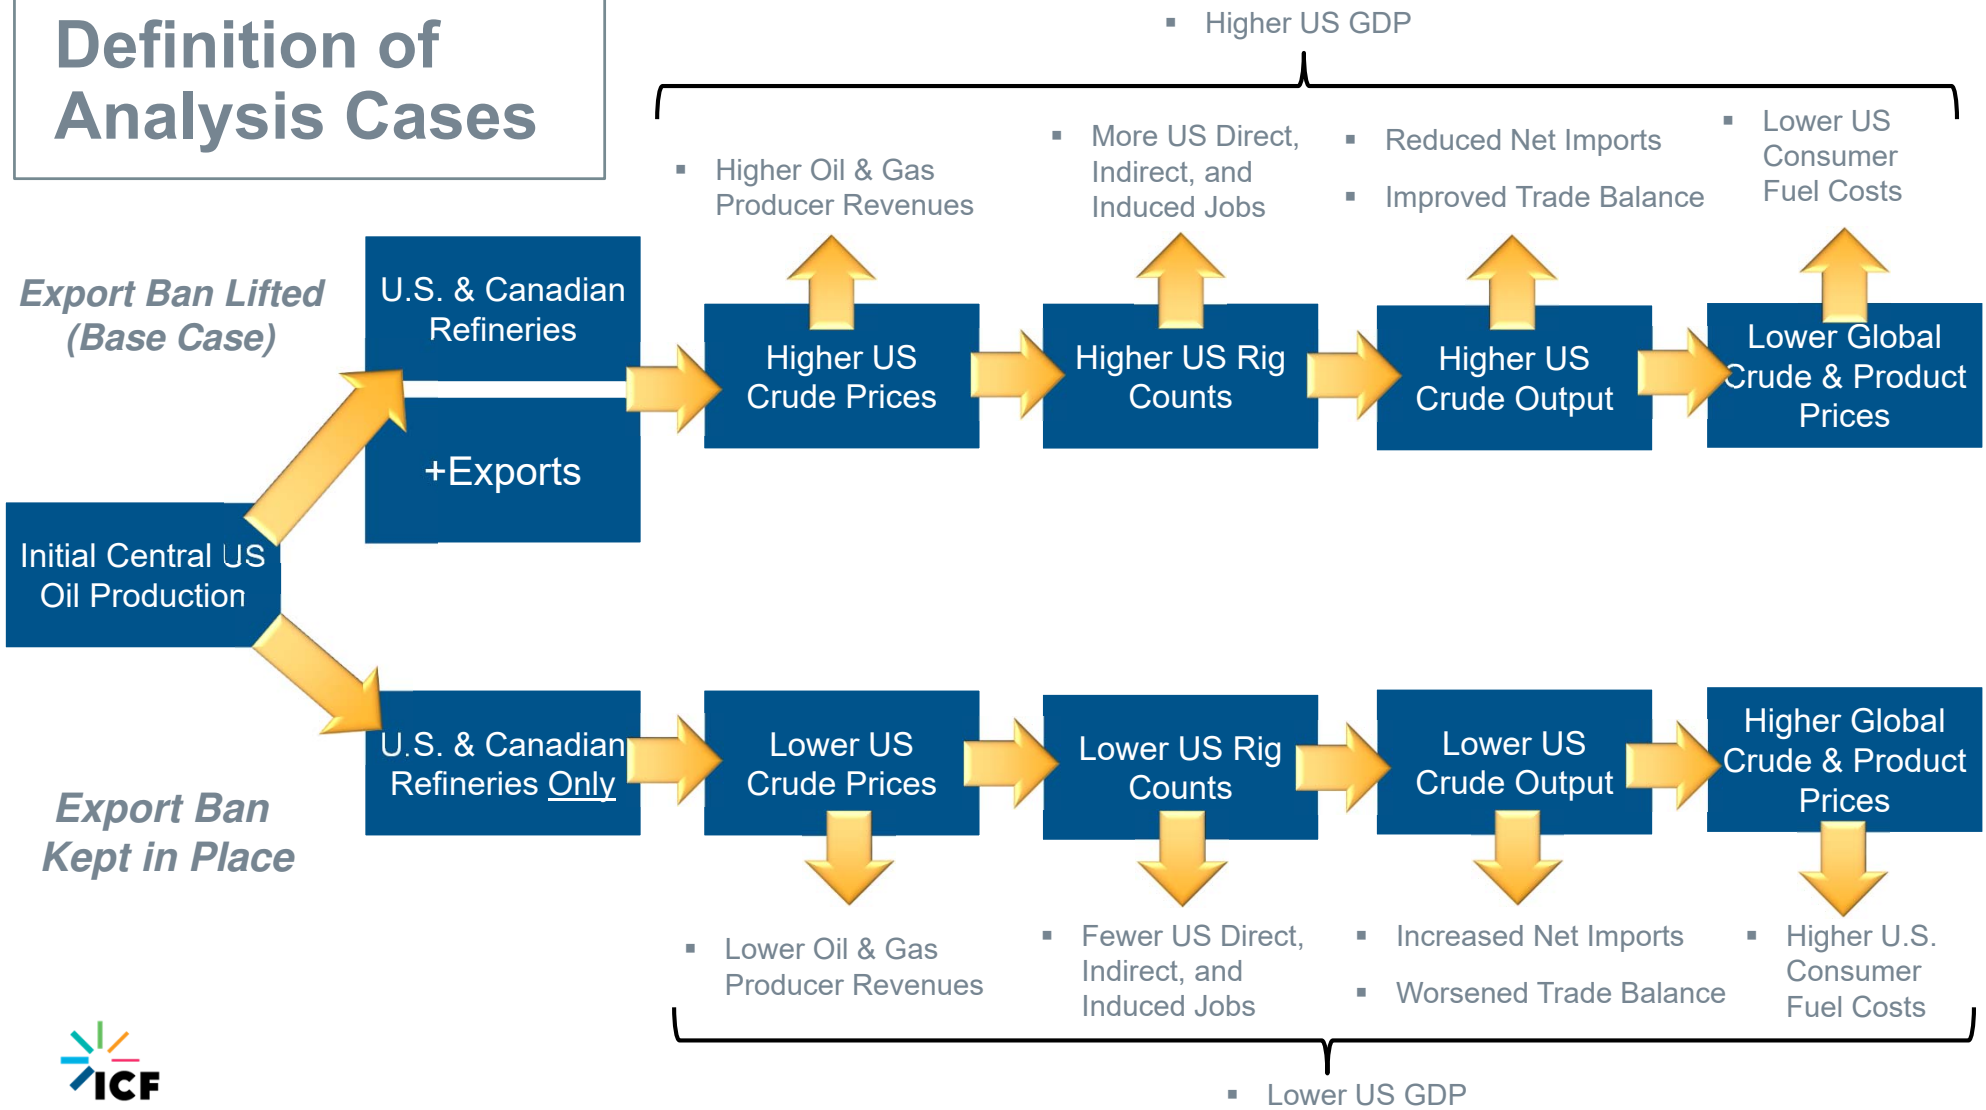 Definition of
Analysis Cases
▪ Higher US GDP
▪ Higher Oil & Gas
Producer Revenues
▪ More US Direct,
Indirect, and
Induced Jobs
▪ Reduced Net Imports
▪ Improved Trade Balance
▪ Lower US
Consumer
Fuel Costs
Export Ban Lifted
(Base Case)
U.S. & Canadian
Refineries
+Exports
Higher US
Crude Prices
Higher US Rig
Counts
Higher US
Crude Output
Lower Global
Crude & Product
Prices
Initial Central US
Oil Production
Export Ban
Kept in Place
U.S. & Canadian
Refineries Only
Lower US
Crude Prices
Lower US Rig
Counts
Lower US
Crude Output
Higher Global
Crude & Product
Prices
▪ Lower Oil & Gas
Producer Revenues
▪ Fewer US Direct,
Indirect, and
Induced Jobs
▪ Increased Net Imports
▪ Worsened Trade Balance
▪ Higher U.S.
Consumer
Fuel Costs
▪ Lower US GDP
ICF